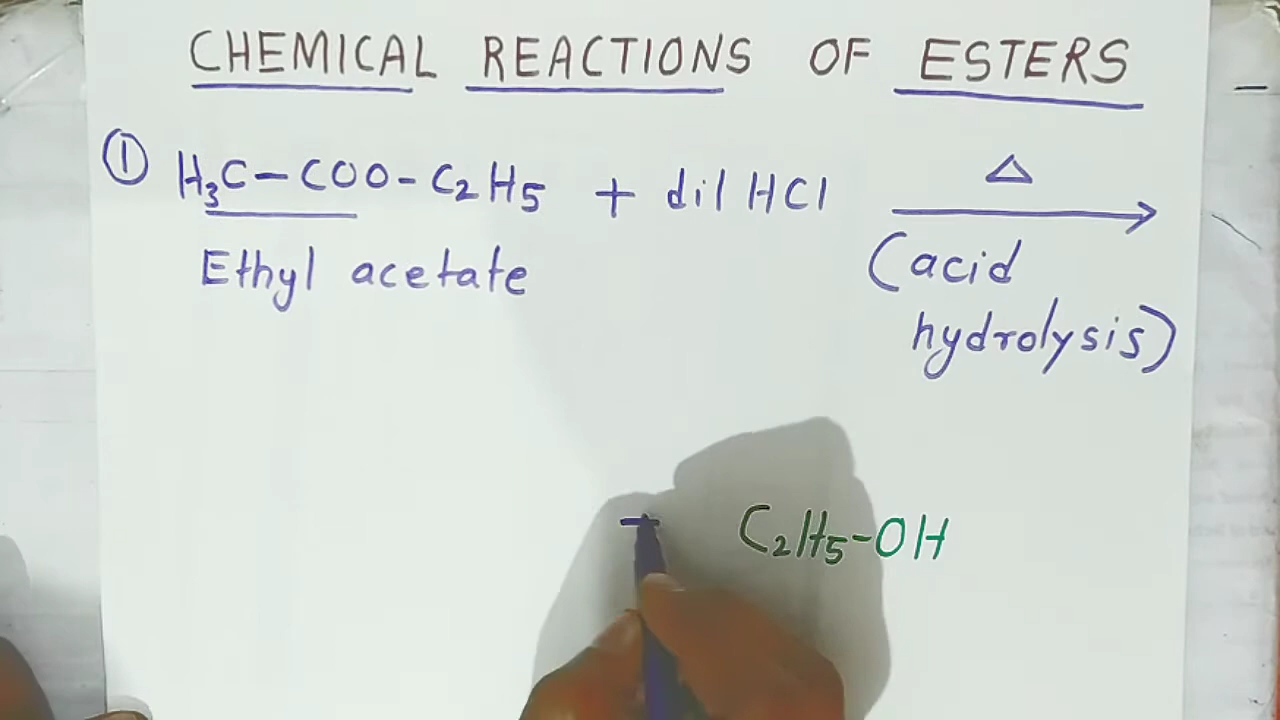 CHEMICAL REACTIONS OF ESTERS
① H₃C-COO-C₂H₅ + dil HCl →
△
Ethyl acetate
(acid
hydrolysis)
C₂H₅-OH